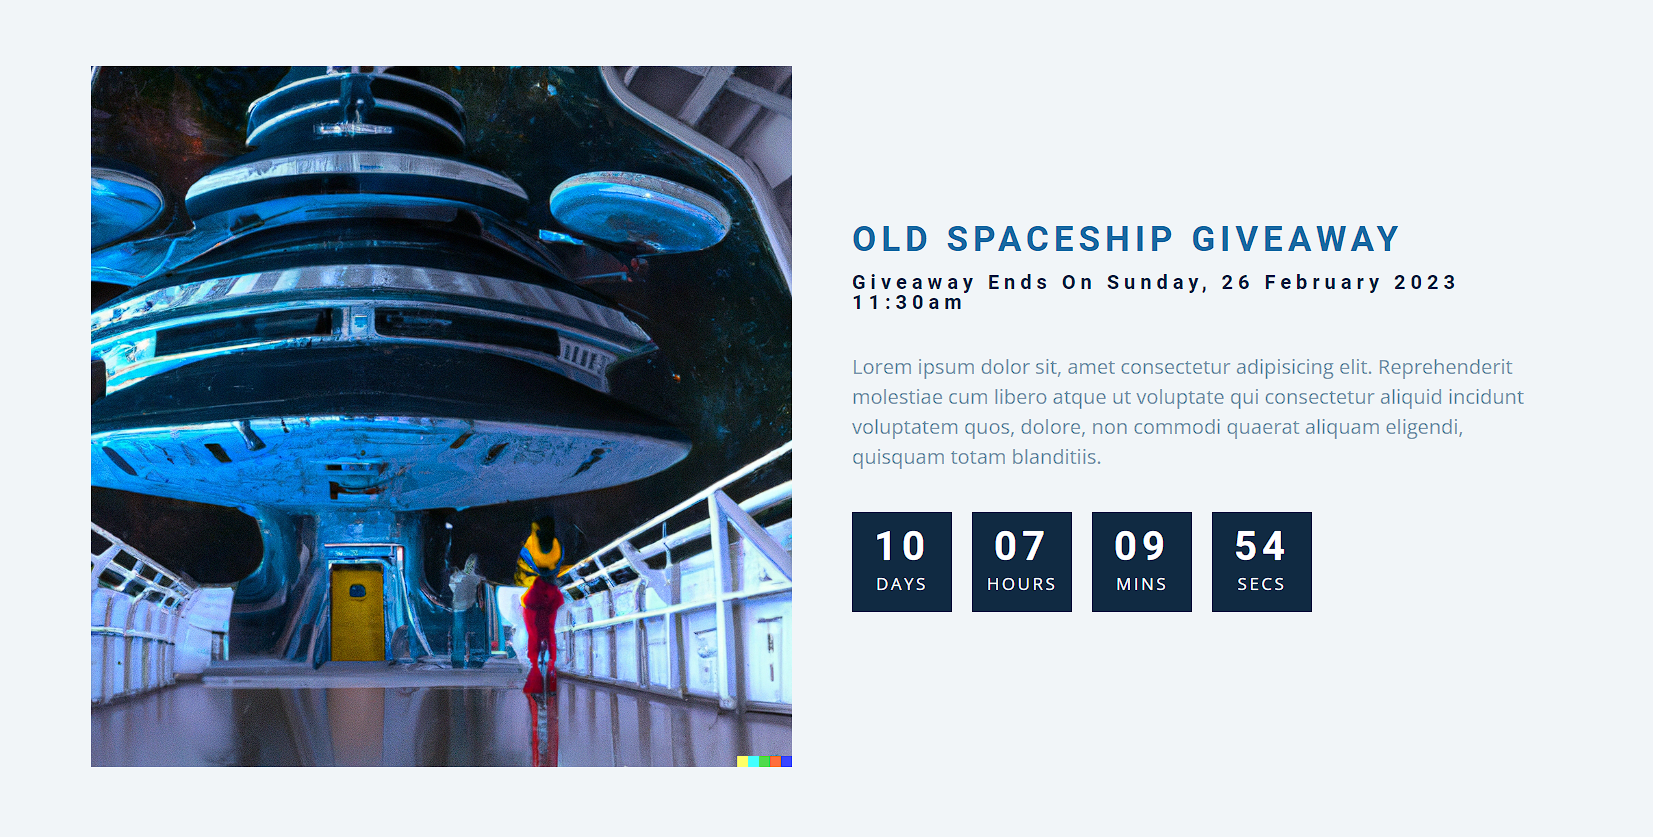 OLD SPACESHIP GIVEAWAY
Giveaway Ends On Sunday, 26 February 2023
11:30am
Lorem ipsum dolor sit, amet consectetur adipisicing elit. Reprehenderit
molestiae cum libero atque ut voluptate qui consectetur aliquid incidunt
voluptatem quos, dolore, non commodi quaerat aliquam eligendi,
quisquam totam blanditiis.
10 07 09 54
DAYS HOURS MINS SECS